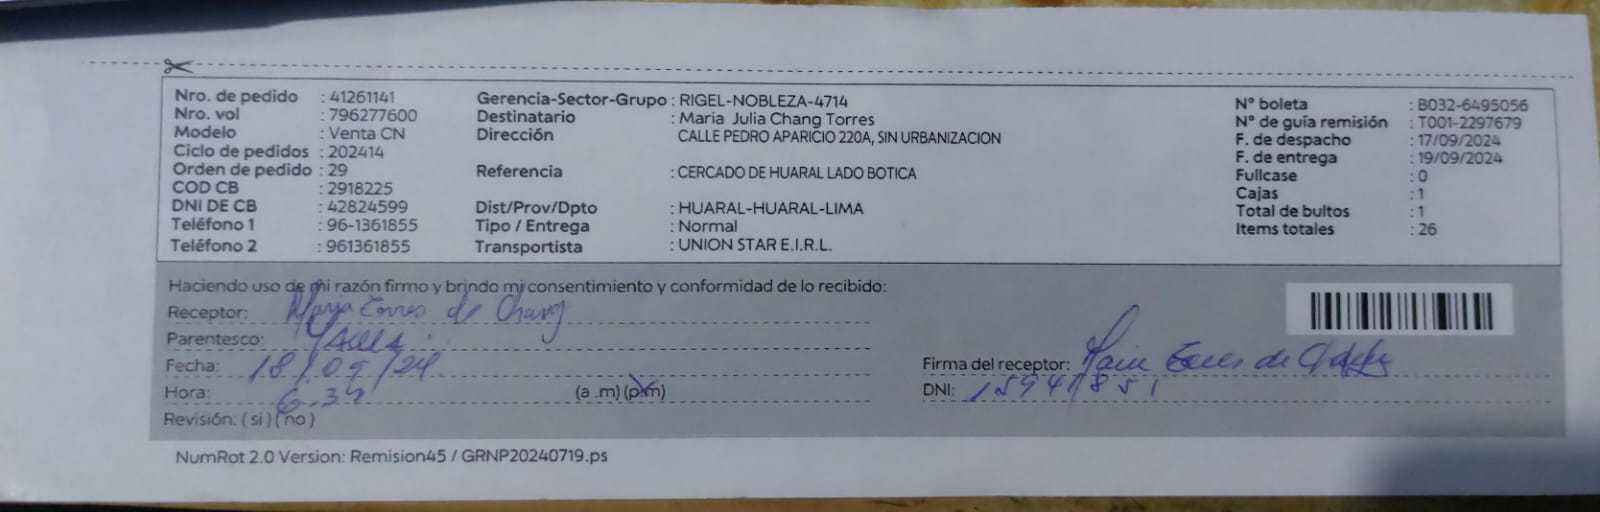 Nro. de pedido : 41261141
Nro. vol : 796277600
Modelo : Venta CN
Ciclo de pedidos : 202414
Orden de pedido : 29
COD CB : 2918225
DNI DE CB : 42824599
Teléfono 1 : 96-1361855
Teléfono 2 : 961361855
Gerencia-Sector-Grupo : RIGEL-NOBLEZA-4714
Destinatario : Maria Julia Chang Torres
Dirección CALLE PEDRO APARICIO 220A, SIN URBANIZACION
Referencia : CERCADO DE HUARAL LADO BOTICA
Dist/Prov/Dpto : HUARAL-HUARAL-LIMA
Tipo / Entrega : Normal
Transportista : UNION STAR E.I.R.L.
N° boleta : B032-6495056
N° de guía remisión : T001-2297679
F. de despacho : 17/09/2024
F. de entrega : 19/09/2024
Fullcase : 0
Cajas : 1
Total de bultos : 1
Items totales : 26
Haciendo uso de mi razón firmo y brindo mi consentimiento y conformidad de lo recibido:
Receptor: Torres de Chang
Parentesco:
Fecha: 18/09/24
Hora:
(a .m) (p.m)
Revisión: ( si ) ( no )
Firma del receptor: Torres de
DNI:
NumRot 2.0 Version: Remision45 / GRNP20240719.ps